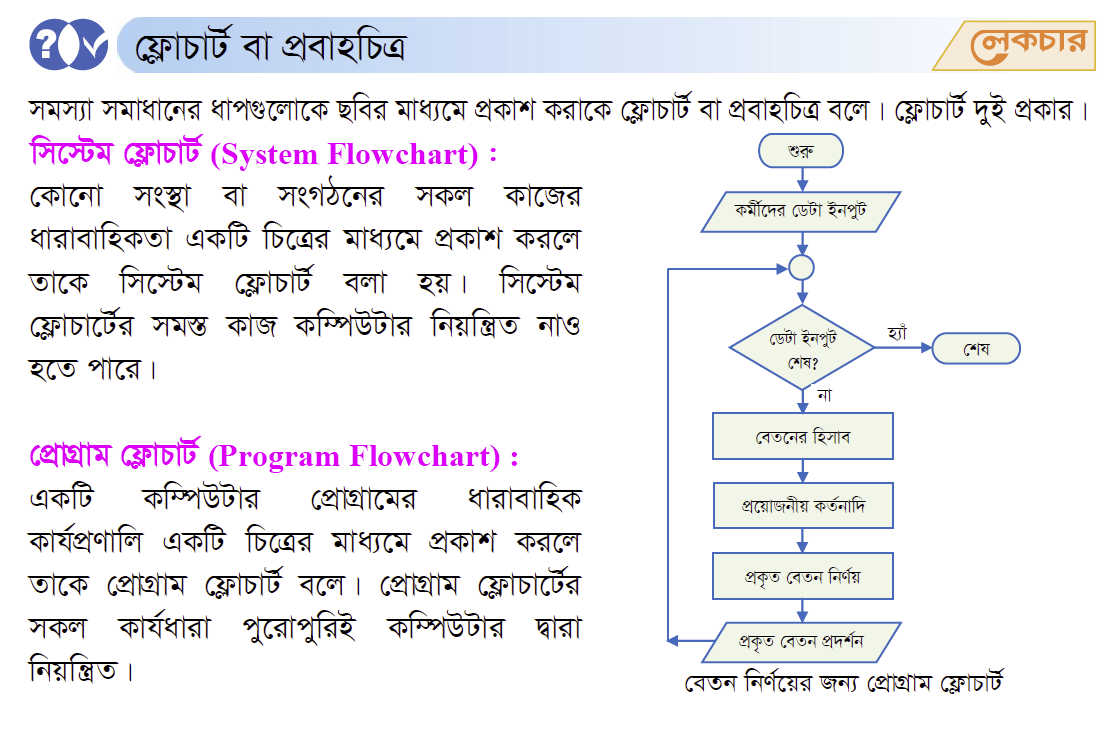 ফ্লোচার্ট বা প্রবাহচিত্র
লেকচার
সমস্যা সমাধানের ধাপগুলোকে ছবির মাধ্যমে প্রকাশ করাকে ফ্লোচার্ট বা প্রবাহচিত্র বলে। ফ্লোচার্ট দুই প্রকার।
সিস্টেম ফ্লোচার্ট (System Flowchart) :
কোনো সংস্থা বা সংগঠনের সকল কাজের
ধারাবাহিকতা একটি চিত্রের মাধ্যমে প্রকাশ করলে
তাকে সিস্টেম ফ্লোচার্ট বলা হয়। সিস্টেম
ফ্লোচার্টের সমস্ত কাজ কম্পিউটার নিয়ন্ত্রিত নাও
হতে পারে।
প্রোগ্রাম ফ্লোচার্ট (Program Flowchart) :
একটি কম্পিউটার প্রোগ্রামের ধারাবাহিক
কার্যপ্রণালি একটি চিত্রের মাধ্যমে প্রকাশ করলে
তাকে প্রোগ্রাম ফ্লোচার্ট বলে। প্রোগ্রাম ফ্লোচার্টের
সকল কার্যধারা পুরোপুরিই কম্পিউটার দ্বারা
নিয়ন্ত্রিত।
শুরু
কর্মীদের ডেটা ইনপুট
ডেটা ইনপুট
শেষ?
হ্যাঁ
শেষ
না
বেতনের হিসাব
প্রয়োজনীয় কর্তনাদি
প্রকৃত বেতন নির্ণয়
প্রকৃত বেতন প্রদর্শন
বেতন নির্ণয়ের জন্য প্রোগ্রাম ফ্লোচার্ট